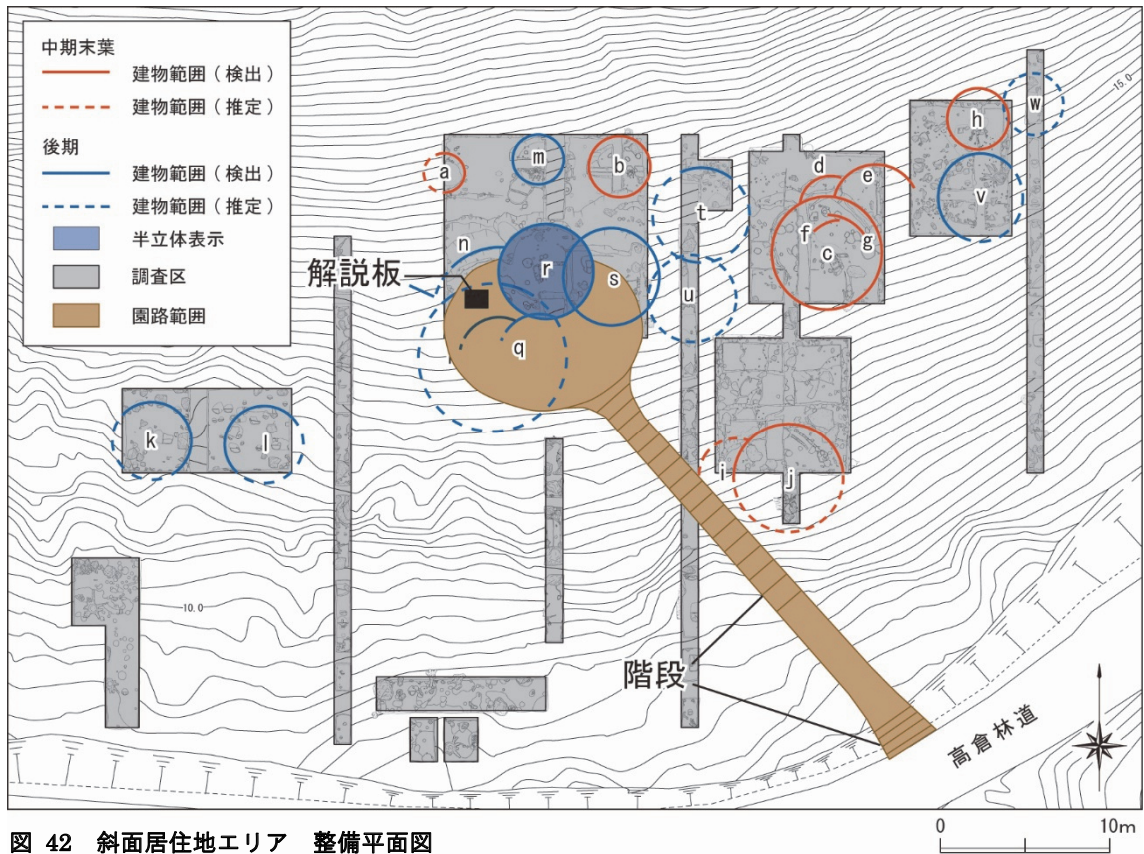 中期末葉
建物範囲（検出）
建物範囲（推定）
後期
建物範囲（検出）
建物範囲（推定）
半立体表示
調査区
園路範囲
15.0
w
h
m
b
a
d
e
v
t
n
f
g
c
解説板
r
s
u
q
k
l
i
j
10.0
階段
高倉林道
0
10m
図 42 斜面居住地エリア 整備平面図